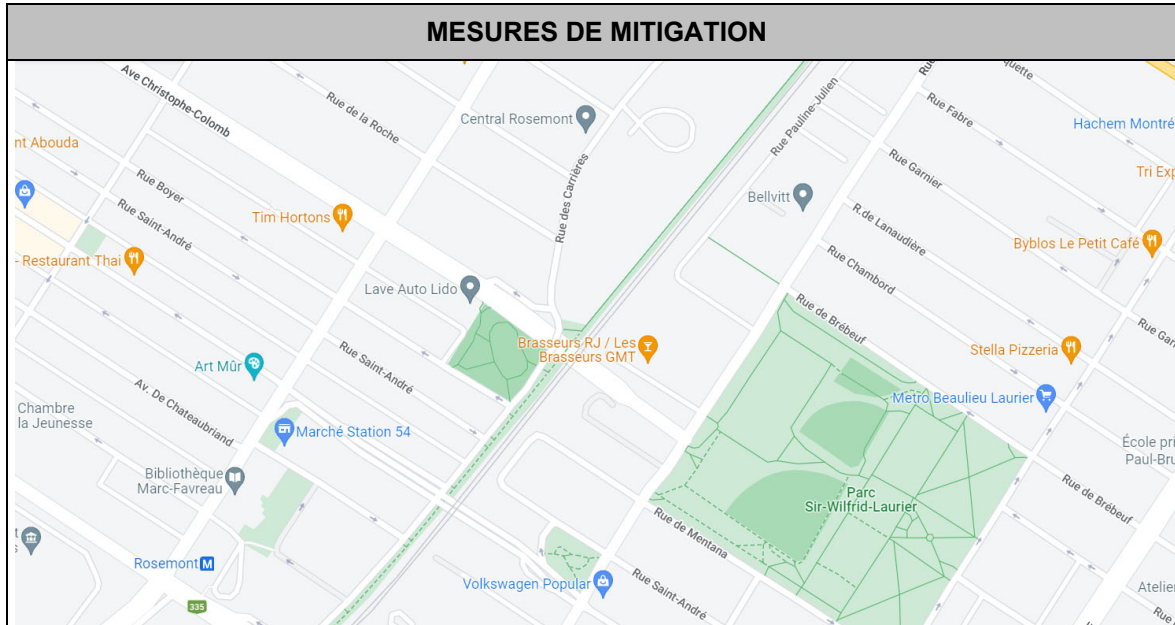 MESURES DE MITIGATION
Ave Christophe-Colomb
Rue de la Roche
Central Rosemont
Rue Pauline-Julien
Rue Fabre
Hachem Montré
nt Abouda
Rue Boyer
Rue Saint-André
Tim Hortons
Rue des Carrières
Bellvitt
Rue Garnier
Tri Exp
R.de Lanaudière
Byblos Le Petit Café
- Restaurant Thai
Rue Chambord
Lave Auto Lido
Rue de Brébeuf
Rue Gar
Brasseurs RJ / Les
Brasseurs GMT
Stella Pizzeria
Rue Saint-André
Art Mûr
Metro Beaulieu Laurier
Av. De Chateaubriand
Chambre
la Jeunesse
Marché Station 54
École pri
Paul-Bru
Bibliothèque
Marc-Favreau
Parc
Sir-Wilfrid-Laurier
Rue de Brébeuf
Rue de Mentana
Rosemont M
Volkswagen Popular
Rue Saint-André
Atelier
335